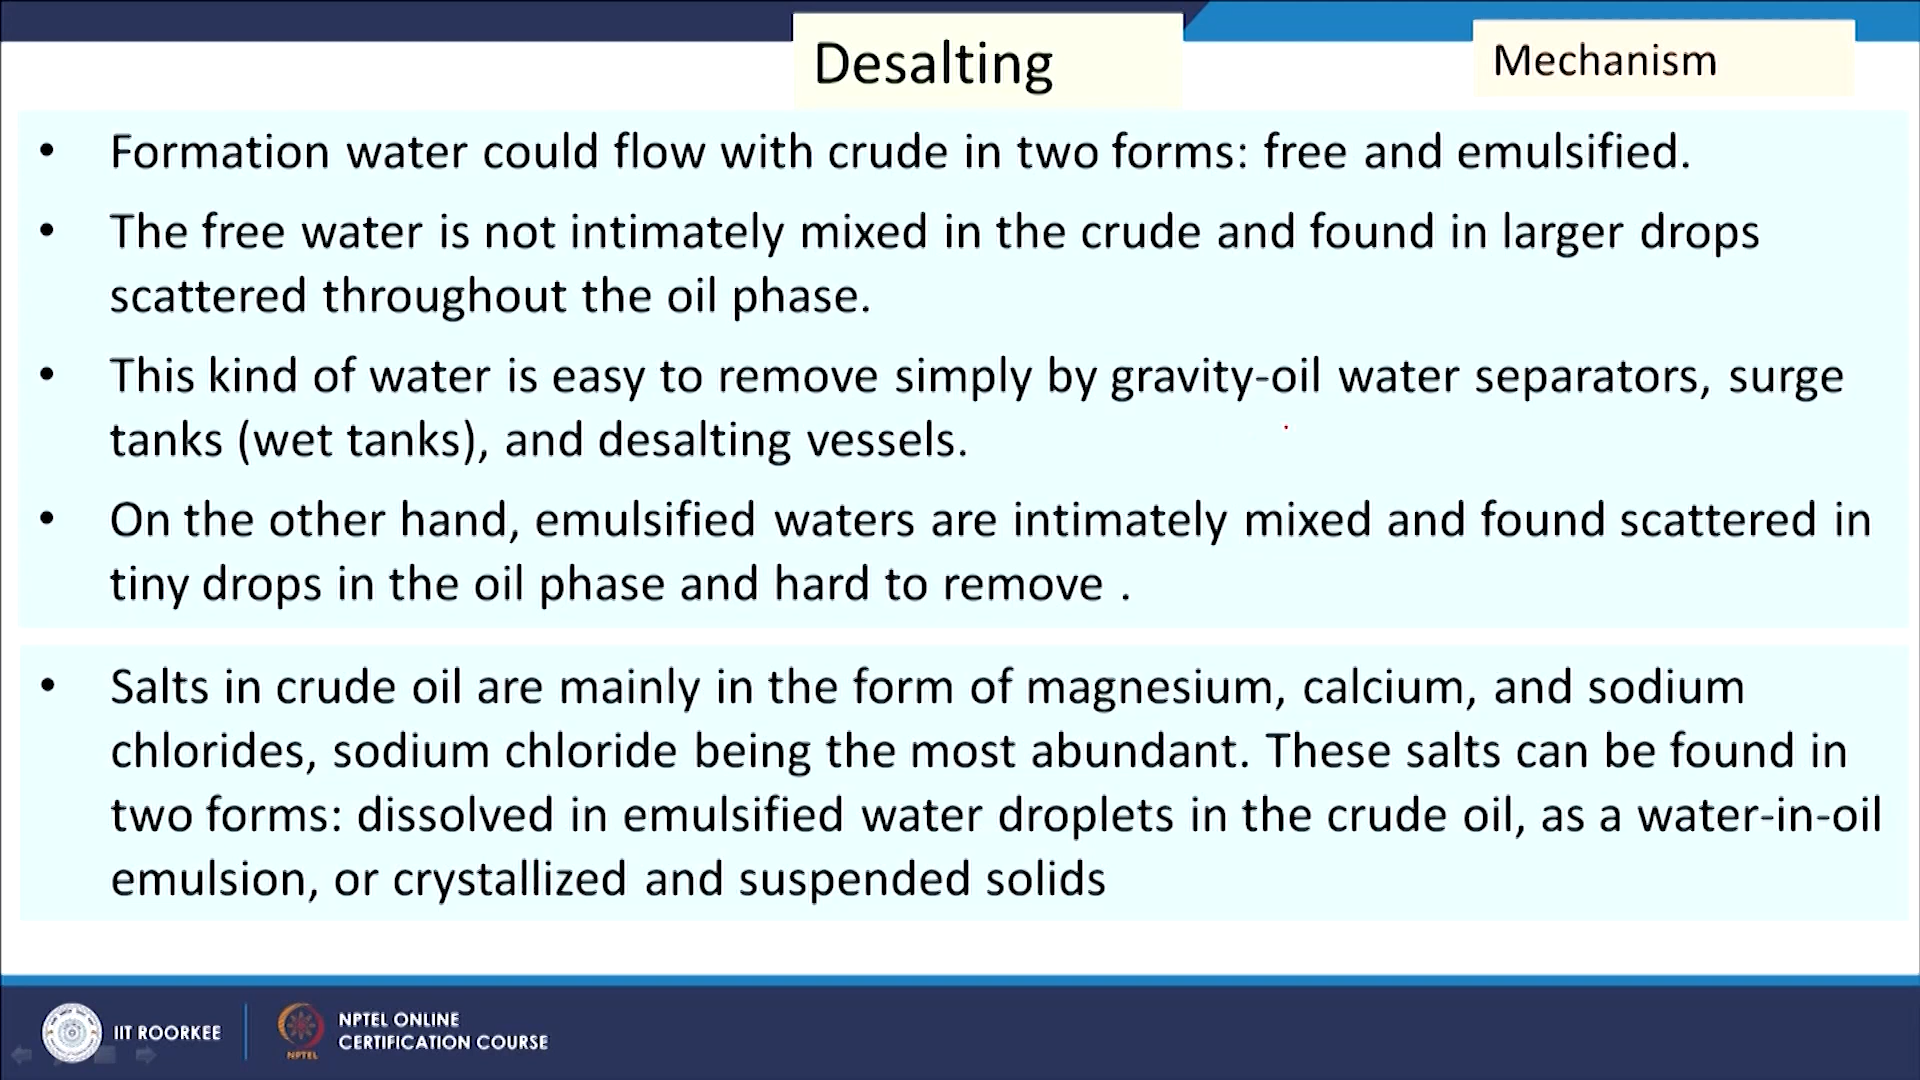 Desalting
Mechanism
• Formation water could flow with crude in two forms: free and emulsified.
• The free water is not intimately mixed in the crude and found in larger drops
scattered throughout the oil phase.
• This kind of water is easy to remove simply by gravity-oil water separators, surge
tanks (wet tanks), and desalting vessels.
• On the other hand, emulsified waters are intimately mixed and found scattered in
tiny drops in the oil phase and hard to remove .
• Salts in crude oil are mainly in the form of magnesium, calcium, and sodium
chlorides, sodium chloride being the most abundant. These salts can be found in
two forms: dissolved in emulsified water droplets in the crude oil, as a water-in-oil
emulsion, or crystallized and suspended solids
IIT ROORKEE
NPTEL
NPTEL ONLINE
CERTIFICATION COURSE